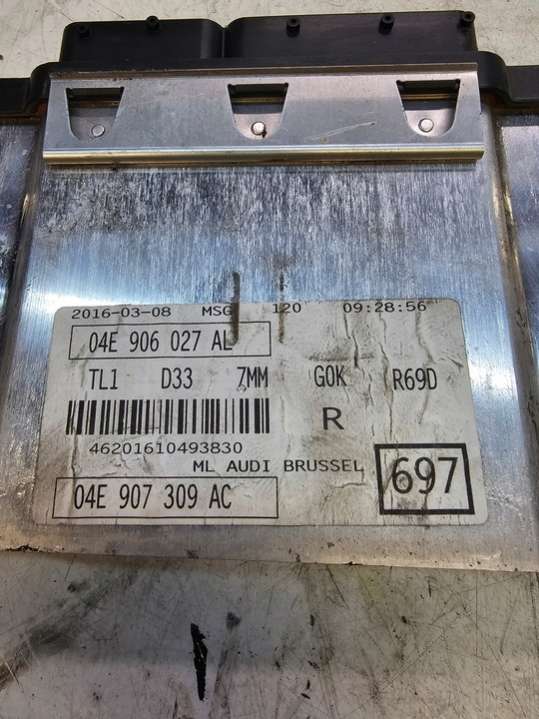 2016-03-08 MSG 120 09:28:56
04E 906 027 AL
TL1 D33 7MM G0K R69D
R
46201610493830
ML AUDI BRUSSEL
697
04E 907 309 AC